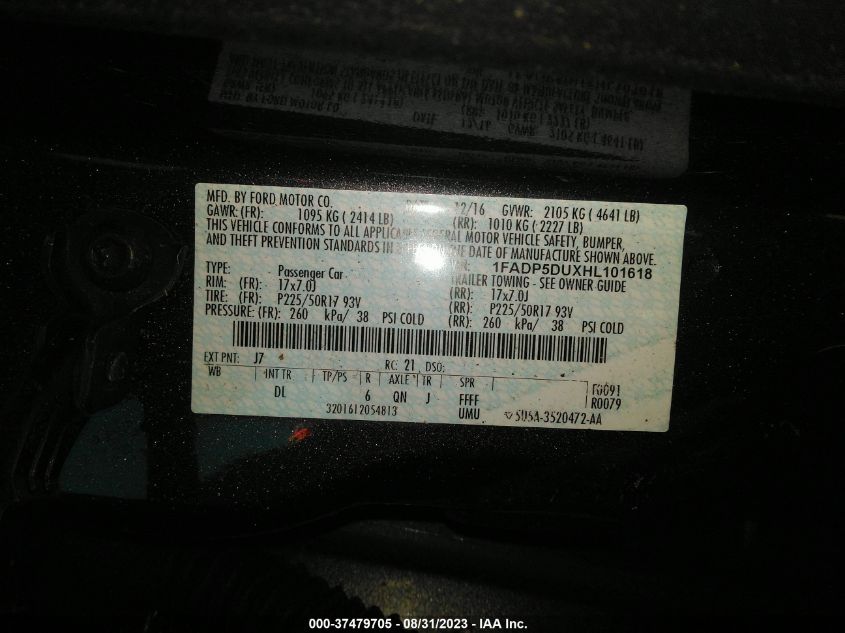 MFD. BY FORD MOTOR CO.
12/16 GVWR: 2105 KG ( 4641 LB)
GAWR: (FR): 1095 KG ( 2414 LB) (RR): 1010 KG ( 2227 LB)
THIS VEHICLE CONFORMS TO ALL APPLICABLE FEDERAL MOTOR VEHICLE SAFETY, BUMPER,
AND THEFT PREVENTION STANDARDS IN THE DATE OF MANUFACTURE SHOWN ABOVE.
1FADP5DUXHL101618
TYPE: Passenger Car TRAILER TOWING - SEE OWNER GUIDE
RIM: (FR): 17x7.0J (RR): 17x7.0J
TIRE: (FR): P225/50R17 93V (RR): P225/50R17 93V
PRESSURE: (FR): 260 kPa/ 38 PSI COLD (RR): 260 kPa/ 38 PSI COLD
EXT PNT: J7 RC: 21 DSO:
WB INT TR TP/PS R AXLE TR SPR
DL 6 QN J FFFF
F0091
R0079
3201612054813 UMU 5U5A-3520472-AA
000-37479705 - 08/31/2023 - IAA Inc.